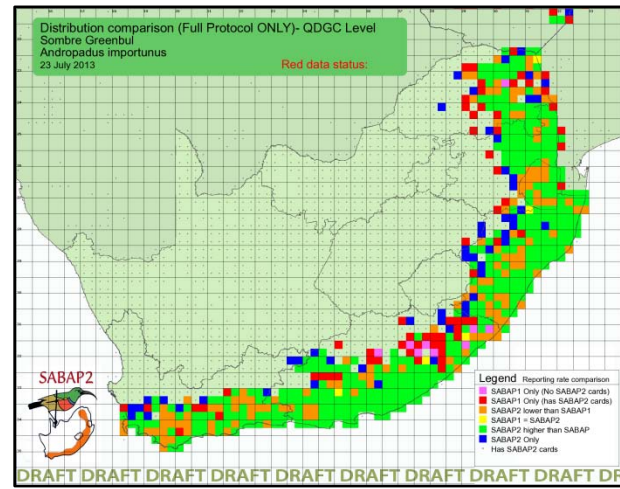 Distribution comparison (Full Protocol ONLY)- QDGC Level
Sombre Greenbul
Andropadus importunus
23 July 2013
Red data status:
SABAP2
Legend Reporting rate comparison
SABAP1 Only (No SABAP2 cards)
SABAP1 Only (has SABAP2 cards)
SABAP2 lower than SABAP1
SABAP1 = SABAP2
SABAP2 higher than SABAP
SABAP2 Only
Has SABAP2 cards
DRAFT DRAFT DRAFT DRAFT DRAFT DRAFT DRAFT DRAFT DRAFT